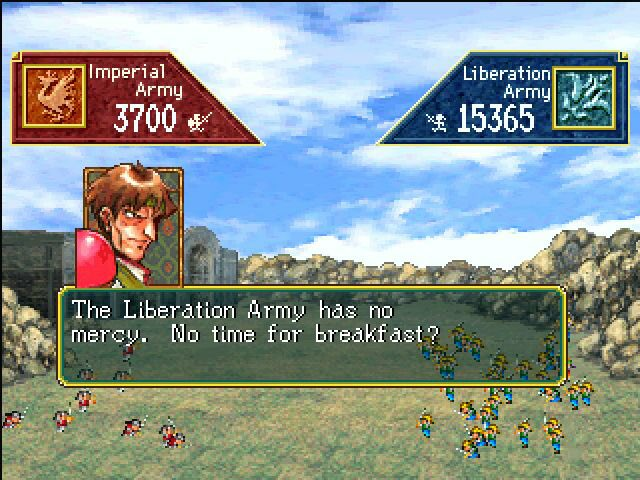 Imperial
Army
3700
Liberation
Army
15365
The Liberation Army has no
mercy. No time for breakfast?